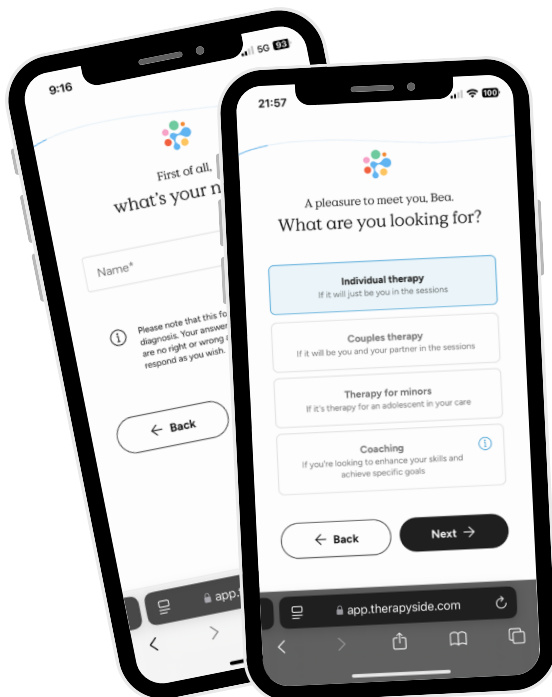 9:16
5G 93
First of all,
what's your n
Name*
Please note that this fo
diagnosis. Your answer
are no right or wrong
respond as you wish.
← Back
app.
21:57
100
A pleasure to meet you, Bea.
What are you looking for?
Individual therapy
If it will just be you in the sessions
Couples therapy
If it will be you and your partner in the sessions
Therapy for minors
If it's therapy for an adolescent in your care
Coaching
If you're looking to enhance your skills and
achieve specific goals
← Back
Next →
app.therapyside.com